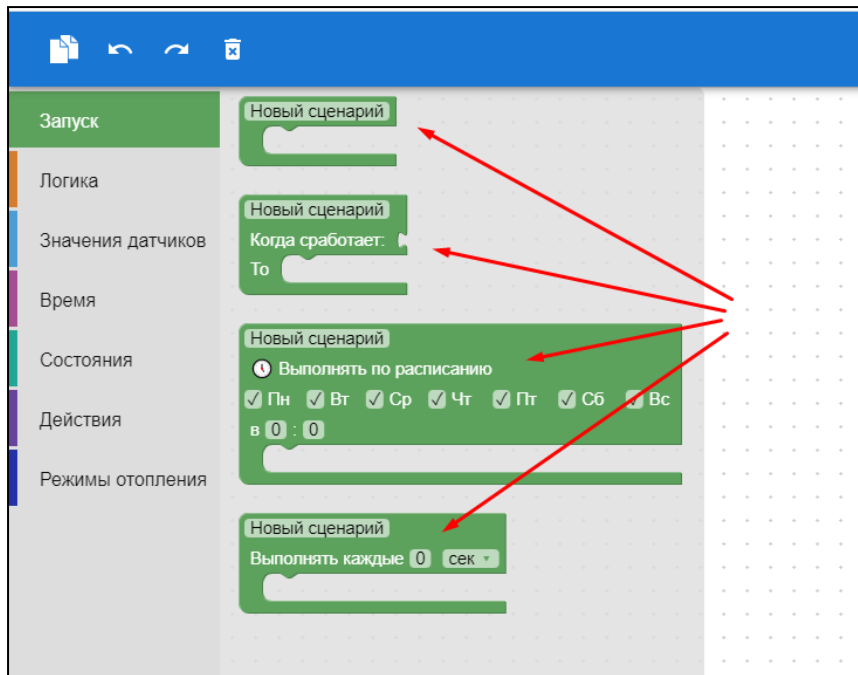 Запуск
Логика
Значения датчиков
Время
Состояния
Действия
Режимы отопления
Новый сценарий
Новый сценарий
Когда сработает:
То
Новый сценарий
Выполнять по расписанию
Пн Вт Ср Чт Пт Сб Вс
в 0 : 0
Новый сценарий
Выполнять каждые 0 сек